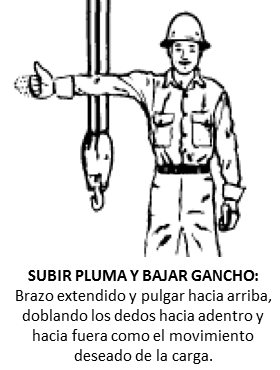 SUBIR PLUMA Y BAJAR GANCHO:
Brazo extendido y pulgar hacia arriba,
doblando los dedos hacia adentro y
hacia fuera como el movimiento
deseado de la carga.